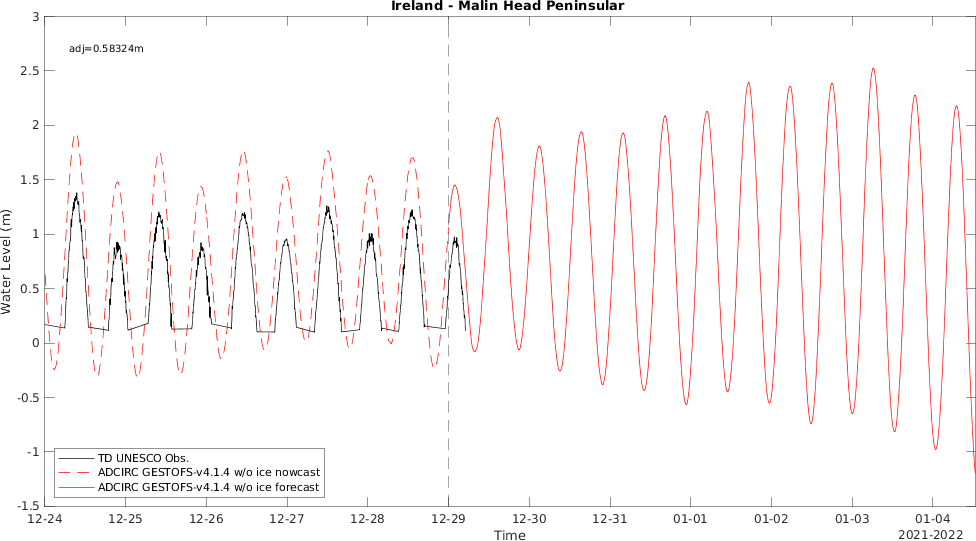 Ireland - Malin Head Peninsular
adj=0.58324m
3
2.5
2
1.5
1
0.5
0
-0.5
-1
-1.5
Water Level (m)
TD UNESCO Obs.
ADCIRC GESTOFS-v4.1.4 w/o ice nowcast
ADCIRC GESTOFS-v4.1.4 w/o ice forecast
12-24 12-25 12-26 12-27 12-28 12-29 12-30 12-31 01-01 01-02 01-03 01-04
Time
2021-2022